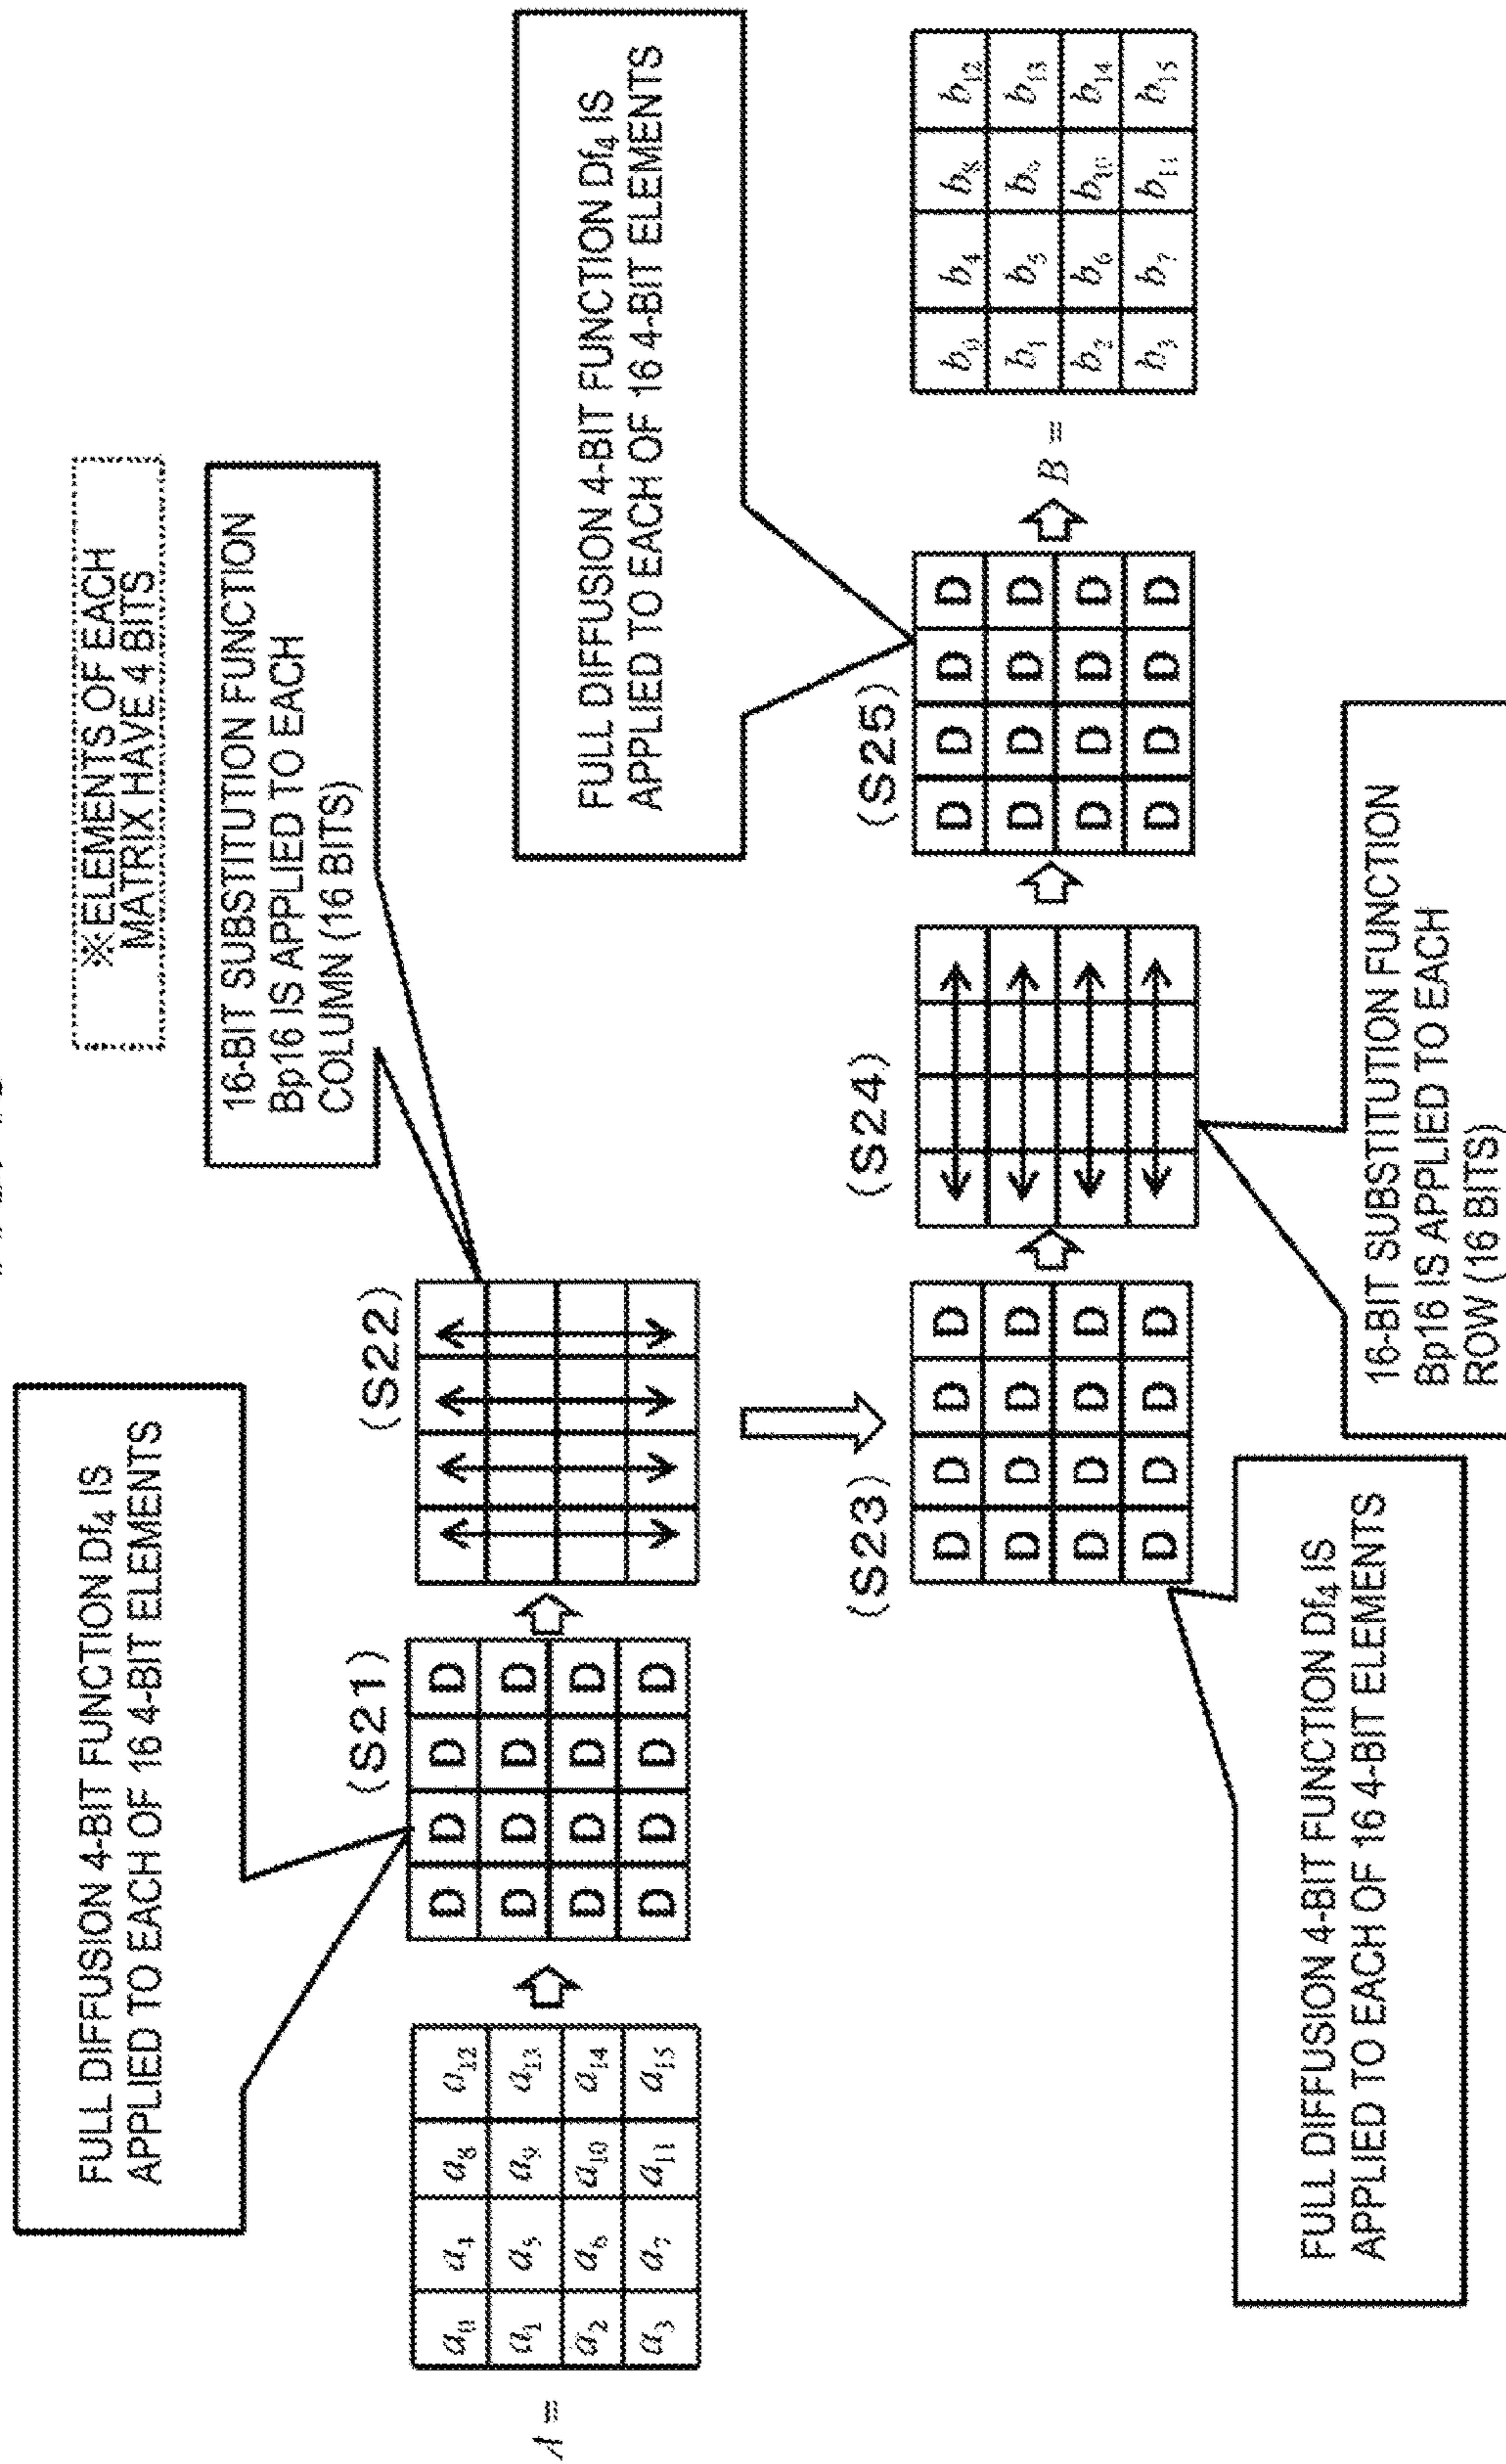 ※ELEMENTS OF EACH
MATRIX HAVE 4 BITS
FULL DIFFUSION 4-BIT FUNCTION Df₄ IS
APPLIED TO EACH OF 16 4-BIT ELEMENTS
16-BIT SUBSTITUTION FUNCTION
Bp16 IS APPLIED TO EACH
COLUMN (16 BITS)
(S21)
(S22)
A =
a₀ a₄ a₈ a₁₂
a₁ a₅ a₉ a₁₃
a₂ a₆ a₁₀ a₁₄
a₃ a₇ a₁₁ a₁₅
D D D D
D D D D
D D D D
D D D D
FULL DIFFUSION 4-BIT FUNCTION Df₄ IS
APPLIED TO EACH OF 16 4-BIT ELEMENTS
(S23)
(S24)
(S25)
D D D D
D D D D
D D D D
D D D D
D D D D
D D D D
D D D D
D D D D
B =
b₀ b₄ b₈ b₁₂
b₁ b₅ b₉ b₁₃
b₂ b₆ b₁₀ b₁₄
b₃ b₇ b₁₁ b₁₅
FULL DIFFUSION 4-BIT FUNCTION Df₄ IS
APPLIED TO EACH OF 16 4-BIT ELEMENTS
16-BIT SUBSTITUTION FUNCTION
Bp16 IS APPLIED TO EACH
ROW (16 BITS)